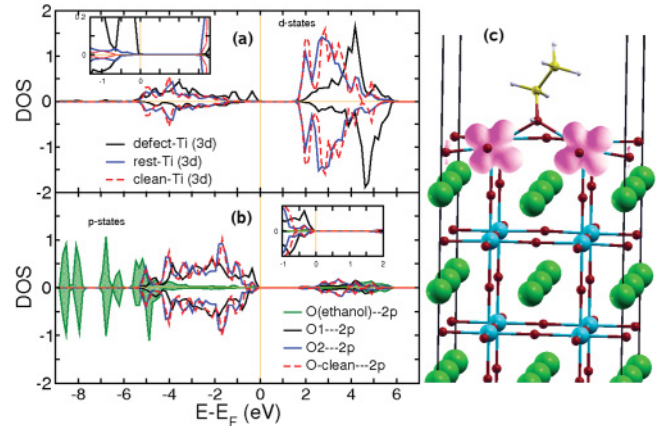 (a)
d-states
0.2
0
-1
0
1
2
1
0
-1
-2
DOS
defect-Ti (3d)
rest-Ti (3d)
clean-Ti (3d)
(b)
p-states
0
-1
0
1
2
2
1
0
-1
-2
DOS
O(ethanol)--2p
O1---2p
O2---2p
O-clean---2p
-8
-6
-4
-2
0
2
4
6
E-E_F (eV)
(c)